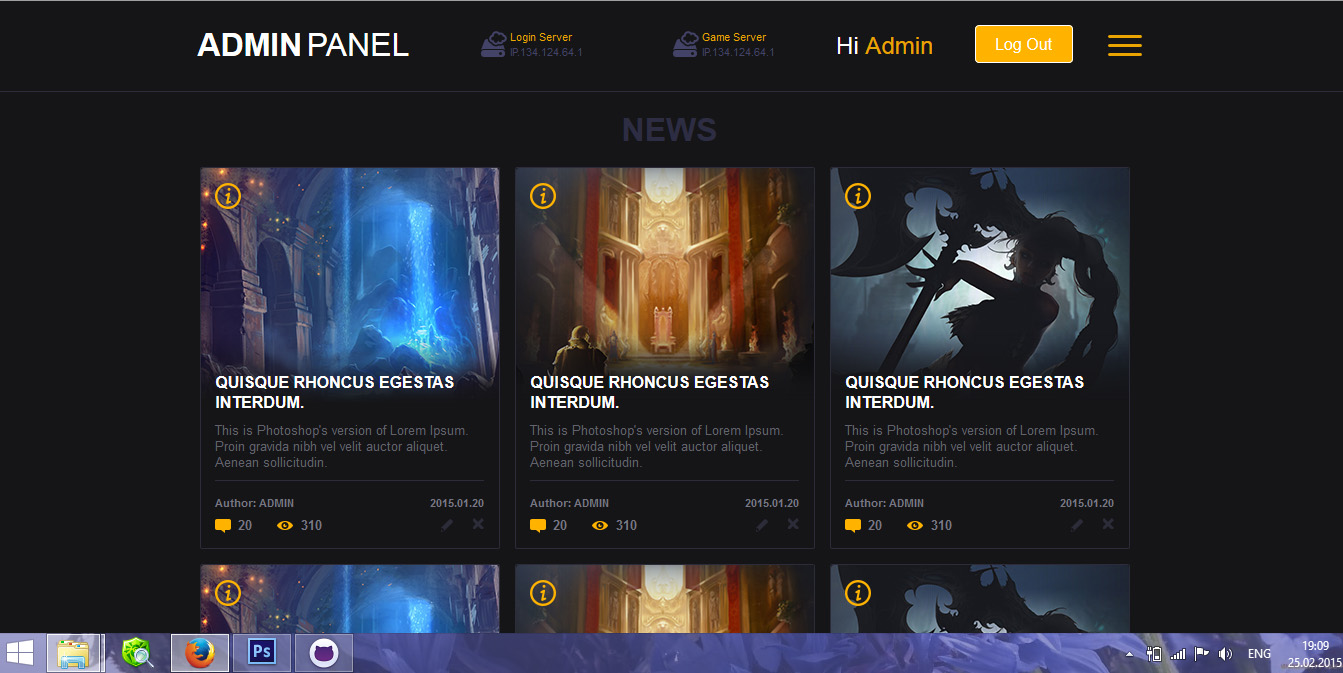 ADMIN PANEL
Login Server
IP.134.124.64.1
Game Server
IP.134.124.64.1
Hi Admin
Log Out
NEWS
QUISQUE RHONCUS EGESTAS
INTERDUM.
This is Photoshop's version of Lorem Ipsum.
Proin gravida nibh vel velit auctor aliquet.
Aenean sollicitudin.
Author: ADMIN
2015.01.20
20
310
QUISQUE RHONCUS EGESTAS
INTERDUM.
This is Photoshop's version of Lorem Ipsum.
Proin gravida nibh vel velit auctor aliquet.
Aenean sollicitudin.
Author: ADMIN
2015.01.20
20
310
QUISQUE RHONCUS EGESTAS
INTERDUM.
This is Photoshop's version of Lorem Ipsum.
Proin gravida nibh vel velit auctor aliquet.
Aenean sollicitudin.
Author: ADMIN
2015.01.20
20
310
Ps
ENG
19:09
25.02.2015